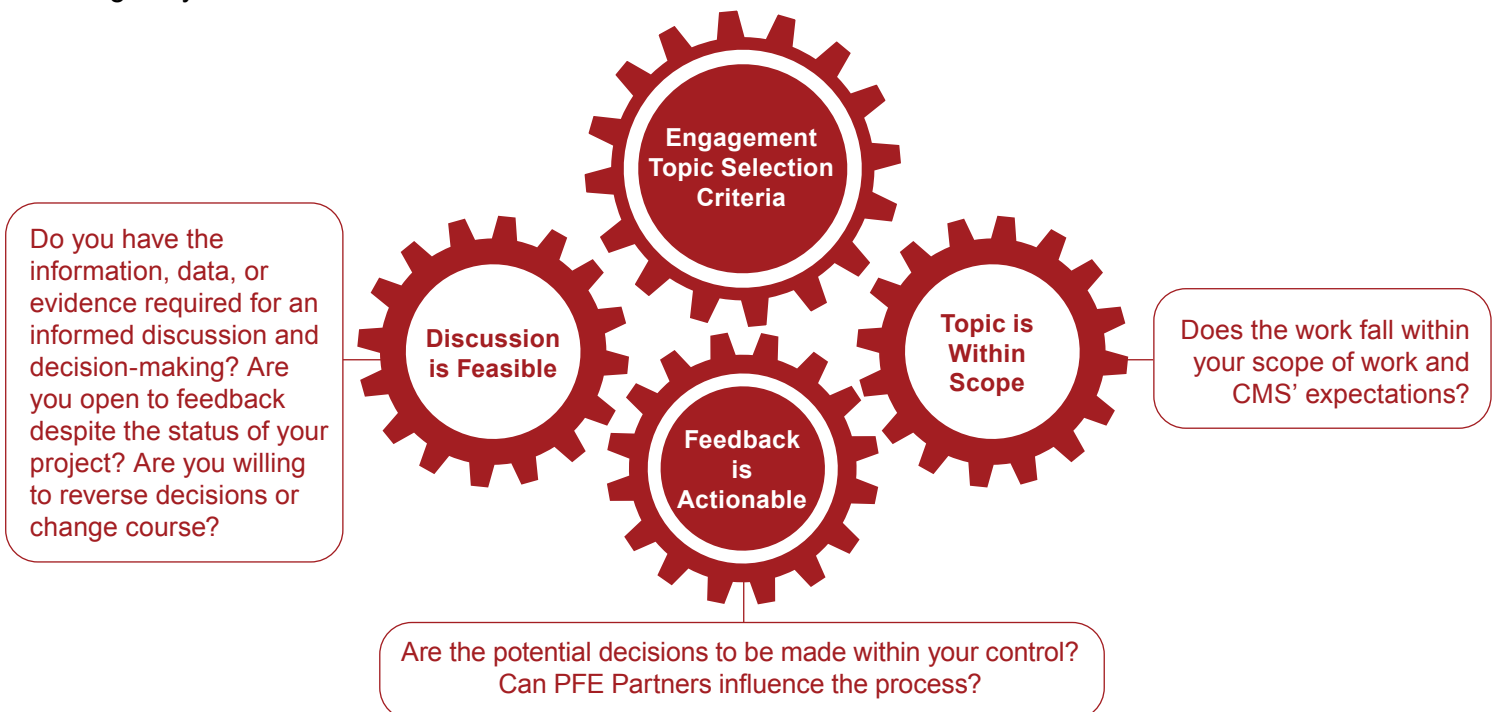 Engagement
Topic Selection
Criteria
Do you have the
information, data, or
evidence required for an
informed discussion and
decision-making? Are
you open to feedback
despite the status of your
project? Are you willing
to reverse decisions or
change course?
Discussion
is Feasible
Topic is
Within
Scope
Does the work fall within
your scope of work and
CMS’ expectations?
Feedback
is
Actionable
Are the potential decisions to be made within your control?
Can PFE Partners influence the process?